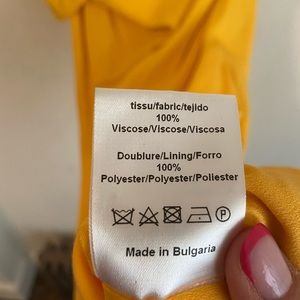 tissu/fabric/tejido
100%
Viscose/Viscose/Viscosa
Doublure/Lining/Forro
100%
Polyester/Polyester/Poliester
P
Made in Bulgaria